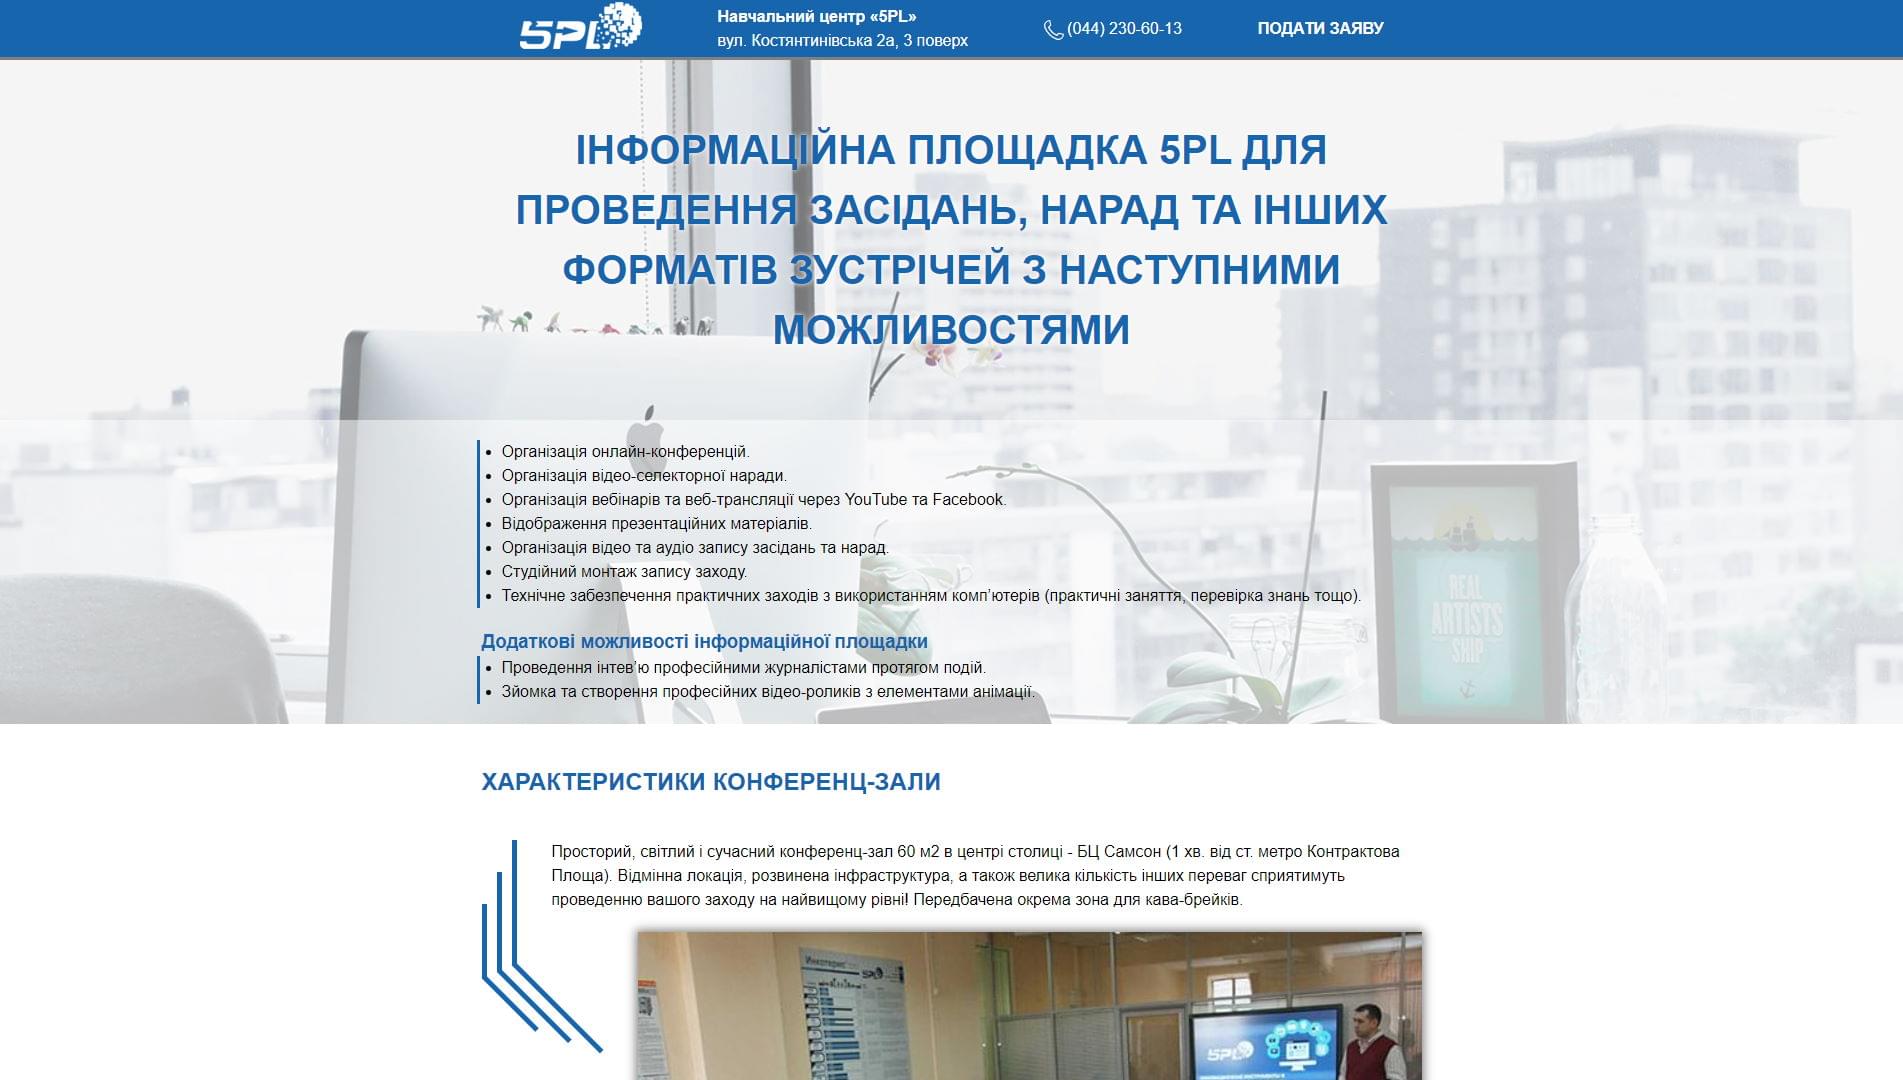 5PL
Навчальний центр «5PL»
вул. Костянтинівська 2а, 3 поверх
(044) 230-60-13
ПОДАТИ ЗАЯВУ
ІНФОРМАЦІЙНА ПЛОЩАДКА 5PL ДЛЯ
ПРОВЕДЕННЯ ЗАСІДАНЬ, НАРАД ТА ІНШИХ
ФОРМАТІВ ЗУСТРІЧЕЙ З НАСТУПНИМИ
МОЖЛИВОСТЯМИ
Організація онлайн-конференцій.
Організація відео-селекторної наради.
Організація вебінарів та веб-трансляції через YouTube та Facebook.
Відображення презентаційних матеріалів.
Організація відео та аудіо запису засідань та нарад.
Студійний монтаж запису заходу.
Технічне забезпечення практичних заходів з використанням комп’ютерів (практичні заняття, перевірка знань тощо).
REAL
ARTISTS
SHIP
Додаткові можливості інформаційної площадки
Проведення інтев’ю професійними журналістами протягом подій.
Зйомка та створення професійних відео-роликів з елементами анімації.
ХАРАКТЕРИСТИКИ КОНФЕРЕНЦ-ЗАЛИ
Просторий, світлий і сучасний конференц-зал 60 м2 в центрі столиці - БЦ Самсон (1 хв. від ст. метро Контрактова
Площа). Відмінна локація, розвинена інфраструктура, а також велика кількість інших переваг сприятимуть
проведенню вашого заходу на найвищому рівні! Передбачена окрема зона для кава-брейків.
Инкотермс
5PL
5PL